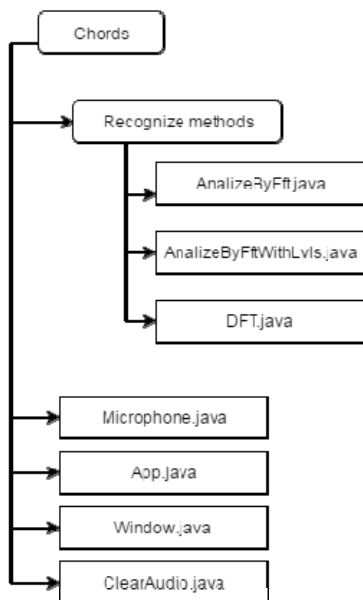 Chords
Recognize methods
AnalizeByFft.java
AnalizeByFftWithLvls.java
DFT.java
Microphone.java
App.java
Window.java
ClearAudio.java